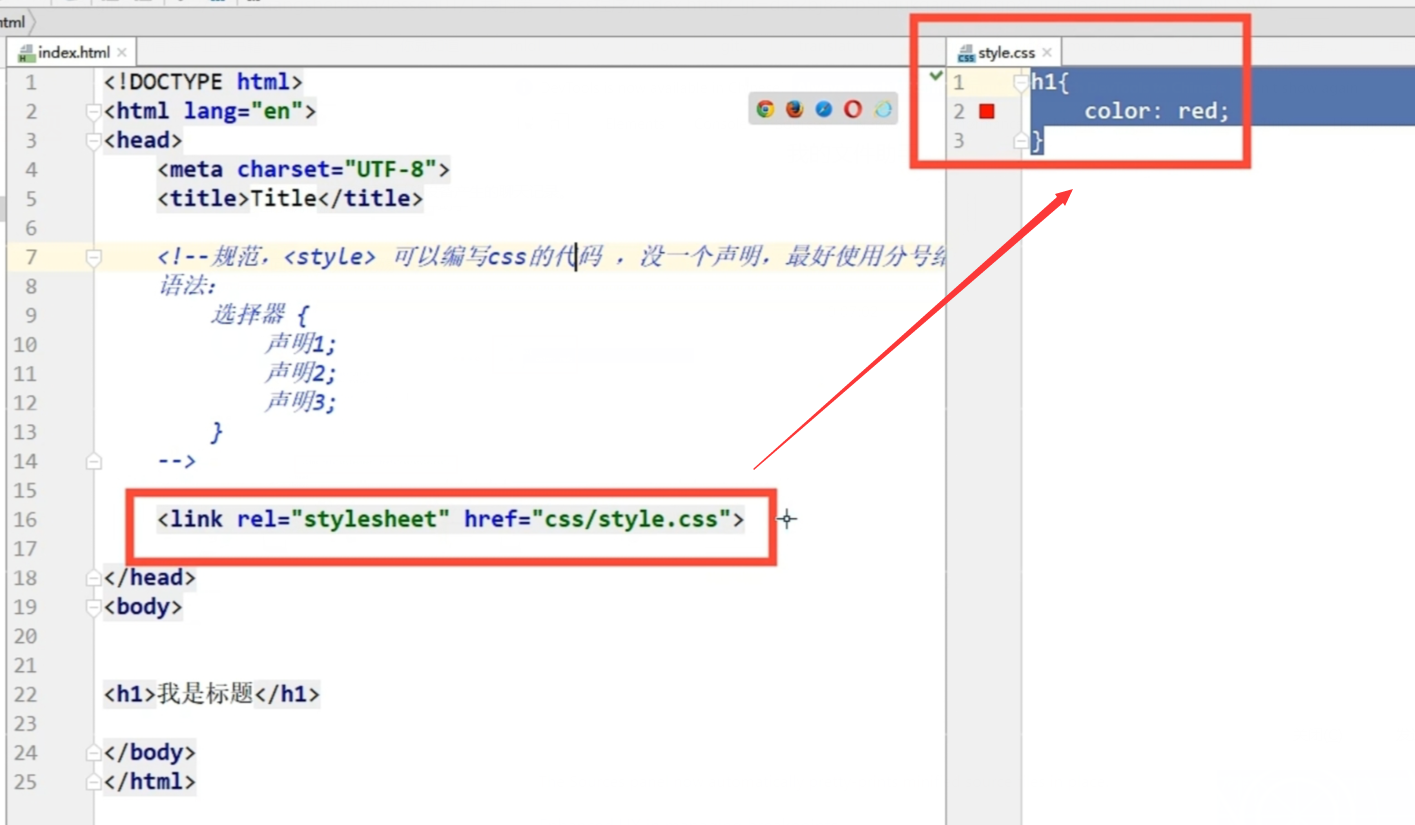 html
index.html
style.css
1 <!DOCTYPE html>
2 <html lang="en">
3 <head>
4 <meta charset="UTF-8">
5 <title>Title</title>
6
7 <!--规范，<style> 可以编写css的代码 ，没一个声明，最好使用分号
8 语法：
9 选择器 {
10 声明1;
11 声明2;
12 声明3;
13 }
14 -->
15
16 <link rel="stylesheet" href="css/style.css">
17
18 </head>
19 <body>
20
21
22 <h1>我是标题</h1>
23
24 </body>
25 </html>
1 h1{
2 color: red;
3 }